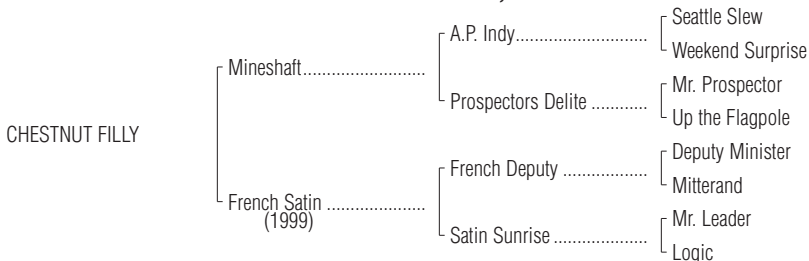 Seattle Slew
A.P. Indy..............................
Weekend Surprise
Mineshaft............................
Mr. Prospector
Prospectors Delite .............
Up the Flagpole
CHESTNUT FILLY
Deputy Minister
French Deputy ...................
Mitterand
French Satin ......................
(1999)
Mr. Leader
Satin Sunrise .....................
Logic